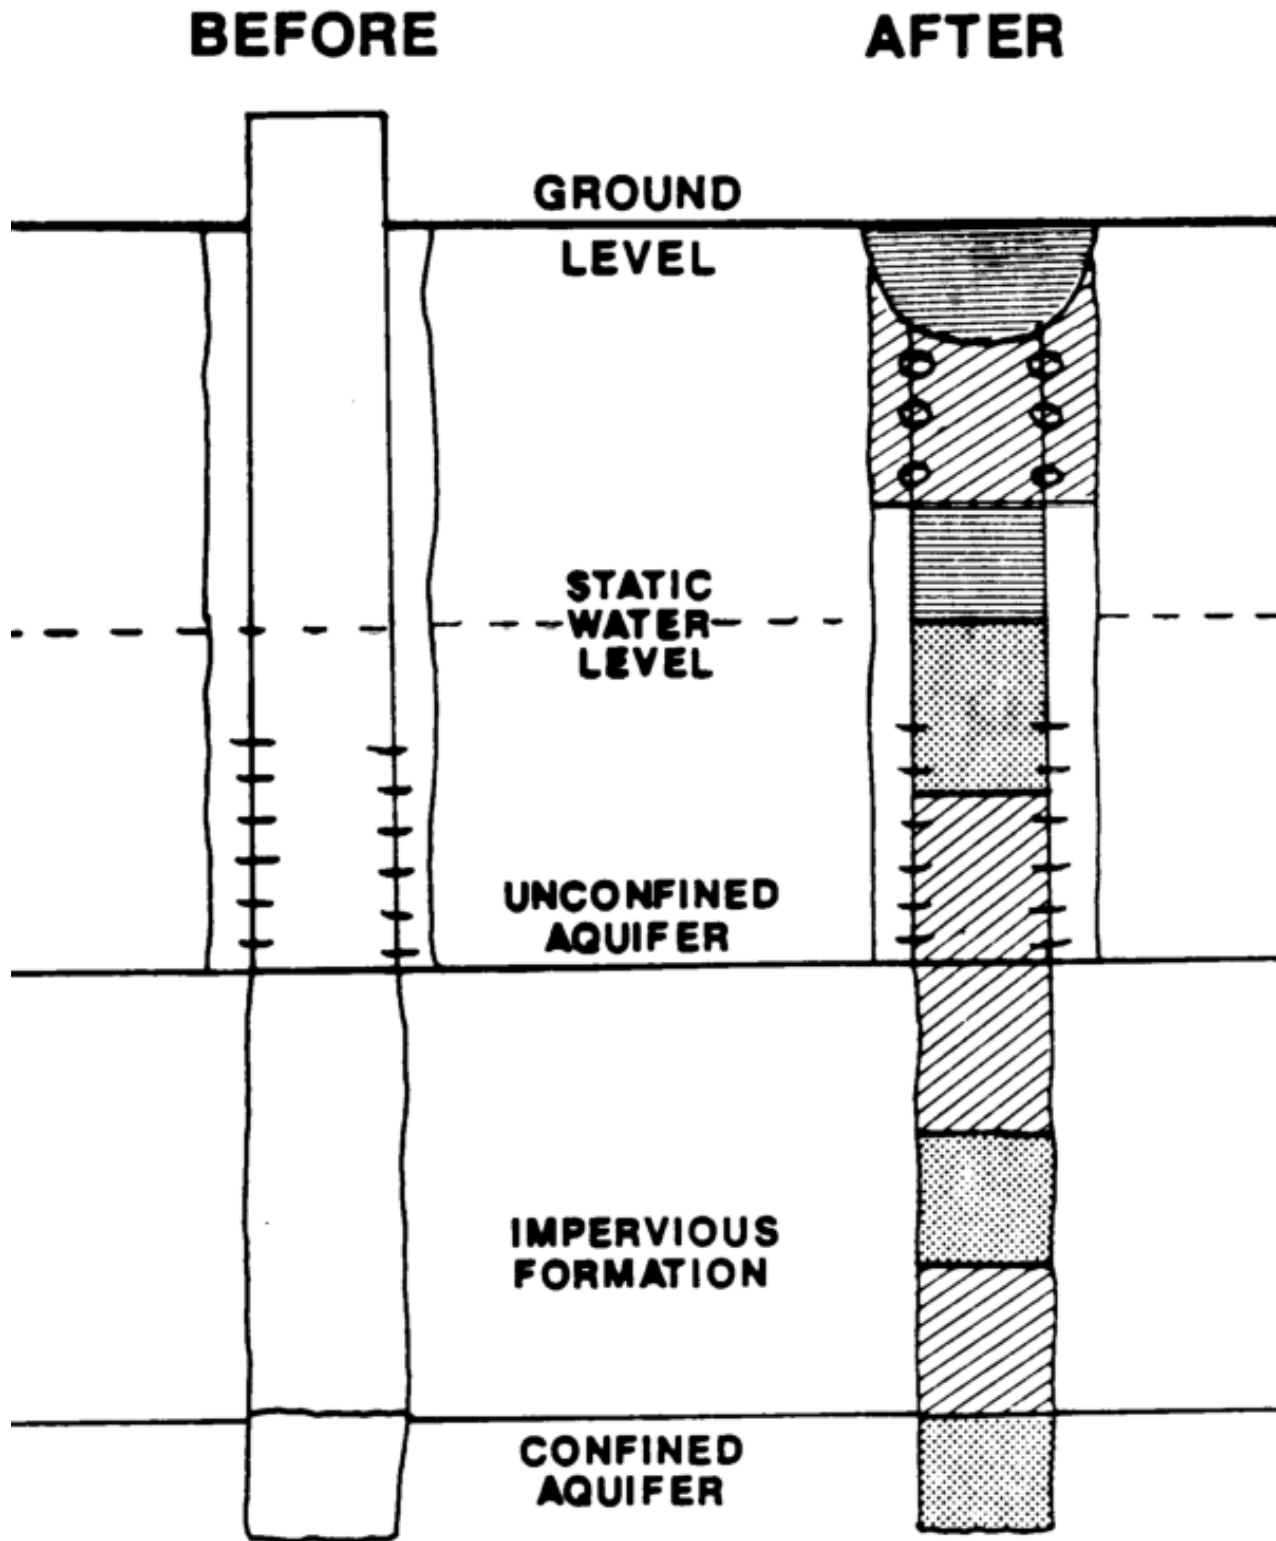 BEFORE
AFTER
GROUND
LEVEL
STATIC
WATER
LEVEL
UNCONFINED
AQUIFER
IMPERVIOUS
FORMATION
CONFINED
AQUIFER